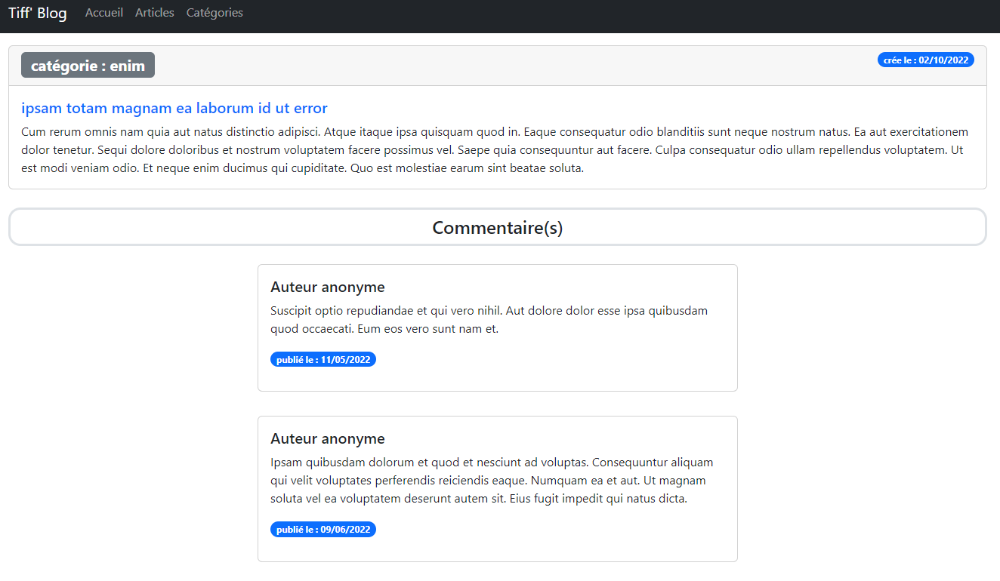 Tiff' Blog Accueil Articles Catégories
catégorie : enim crée le : 02/10/2022
ipsam totam magnam ea laborum id ut error
Cum rerum omnis nam quia aut natus distinctio adipisci. Atque itaque ipsa quisquam quod in. Eaque consequatur odio blanditiis sunt neque nostrum natus. Ea aut exercitationem
dolor tenetur. Sequi dolore doloribus et nostrum voluptatem facere possimus vel. Saepe quia consequuntur aut facere. Culpa consequatur odio ullam repellendus voluptatem. Ut
est modi veniam odio. Et neque enim ducimus qui cupiditate. Quo est molestiae earum sint beatae soluta.
Commentaire(s)
Auteur anonyme
Suscipit optio repudiandae et qui vero nihil. Aut dolore dolor esse ipsa quibusdam
quod occaecati. Eum eos vero sunt nam et.
publié le : 11/05/2022
Auteur anonyme
Ipsam quibusdam dolorum et quod et nesciunt ad voluptas. Consequuntur aliquam
qui velit voluptates perferendis reiciendis eaque. Numquam ea et aut. Ut magnam
soluta vel ea voluptatem deserunt autem sit. Eius fugit impedit qui natus dicta.
publié le : 09/06/2022